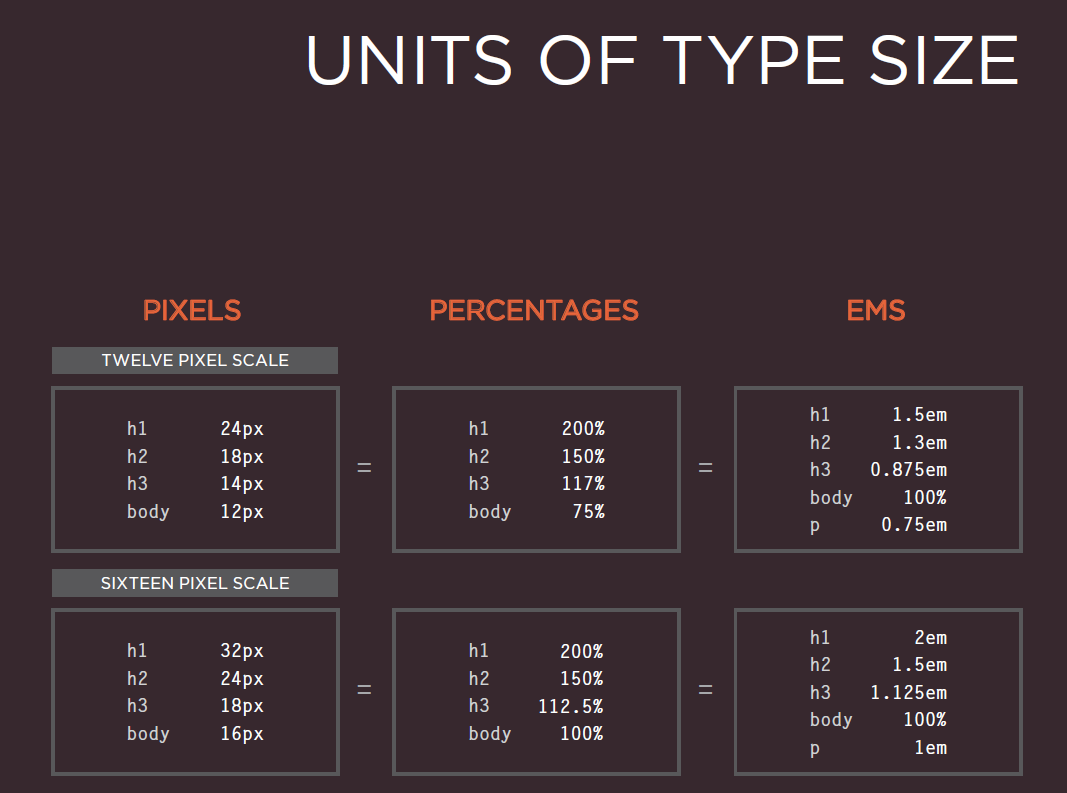 UNITS OF TYPE SIZE
PIXELS PERCENTAGES EMS
TWELVE PIXEL SCALE
h1 24px
h2 18px
h3 14px
body 12px
=
h1 200%
h2 150%
h3 117%
body 75%
=
h1 1.5em
h2 1.3em
h3 0.875em
body 100%
p 0.75em
SIXTEEN PIXEL SCALE
h1 32px
h2 24px
h3 18px
body 16px
=
h1 200%
h2 150%
h3 112.5%
body 100%
=
h1 2em
h2 1.5em
h3 1.125em
body 100%
p 1em